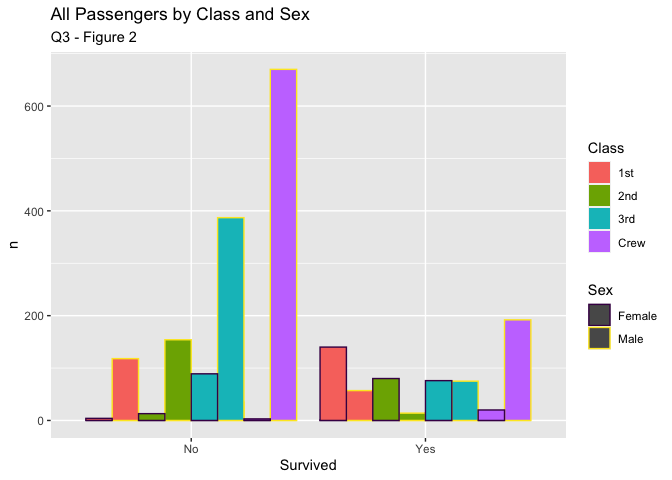 All Passengers by Class and Sex
Q3 - Figure 2
n
600
400
200
0
No
Yes
Survived
Class
1st
2nd
3rd
Crew
Sex
Female
Male